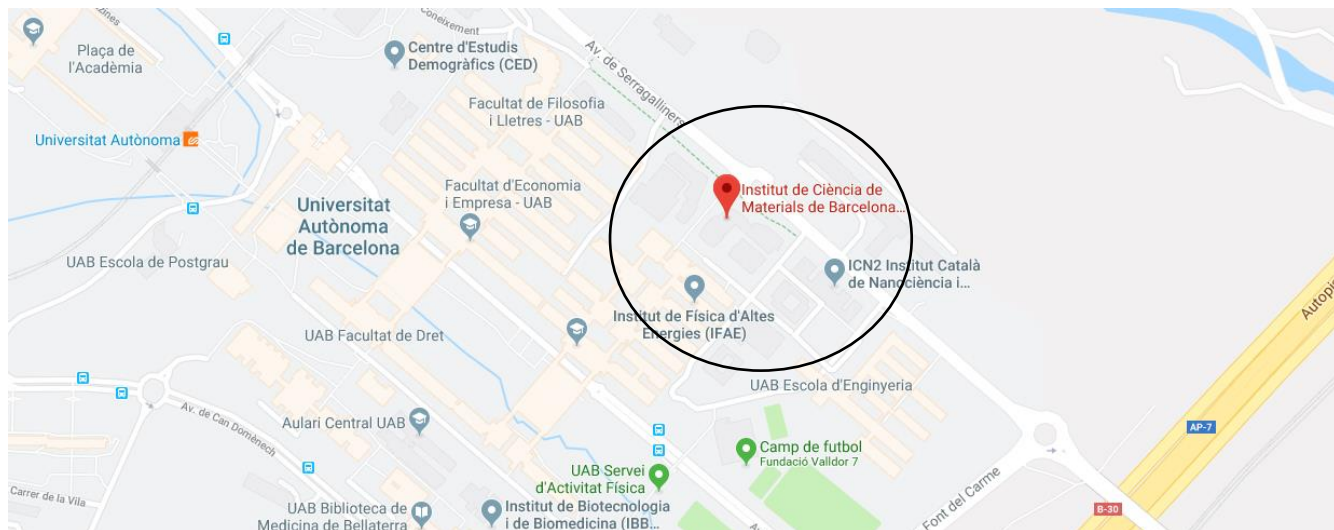 Plaça de
l'Acadèmia
Coneixement
Centre d'Estudis
Demogràfics (CED)
Av. de Serragalliners
Facultat de Filosofia
i Lletres - UAB
Universitat Autònoma
Facultat d'Economia
i Empresa - UAB
Institut de Ciència de
Materials de Barcelona...
Universitat
Autònoma
de Barcelona
UAB Escola de Postgrau
ICN2 Institut Català
de Nanociència i...
Institut de Física d'Altes
Energies (IFAE)
UAB Facultat de Dret
UAB Escola d'Enginyeria
Av. de Can Domènech
Aulari Central UAB
AP-7
Camp de futbol
Fundació Valldor 7
UAB Servei
d'Activitat Física
Carrer de la Vila
UAB Biblioteca de
Medicina de Bellaterra
Institut de Biotecnologia
i de Biomedicina (IBB...
Font del Carme
B-30